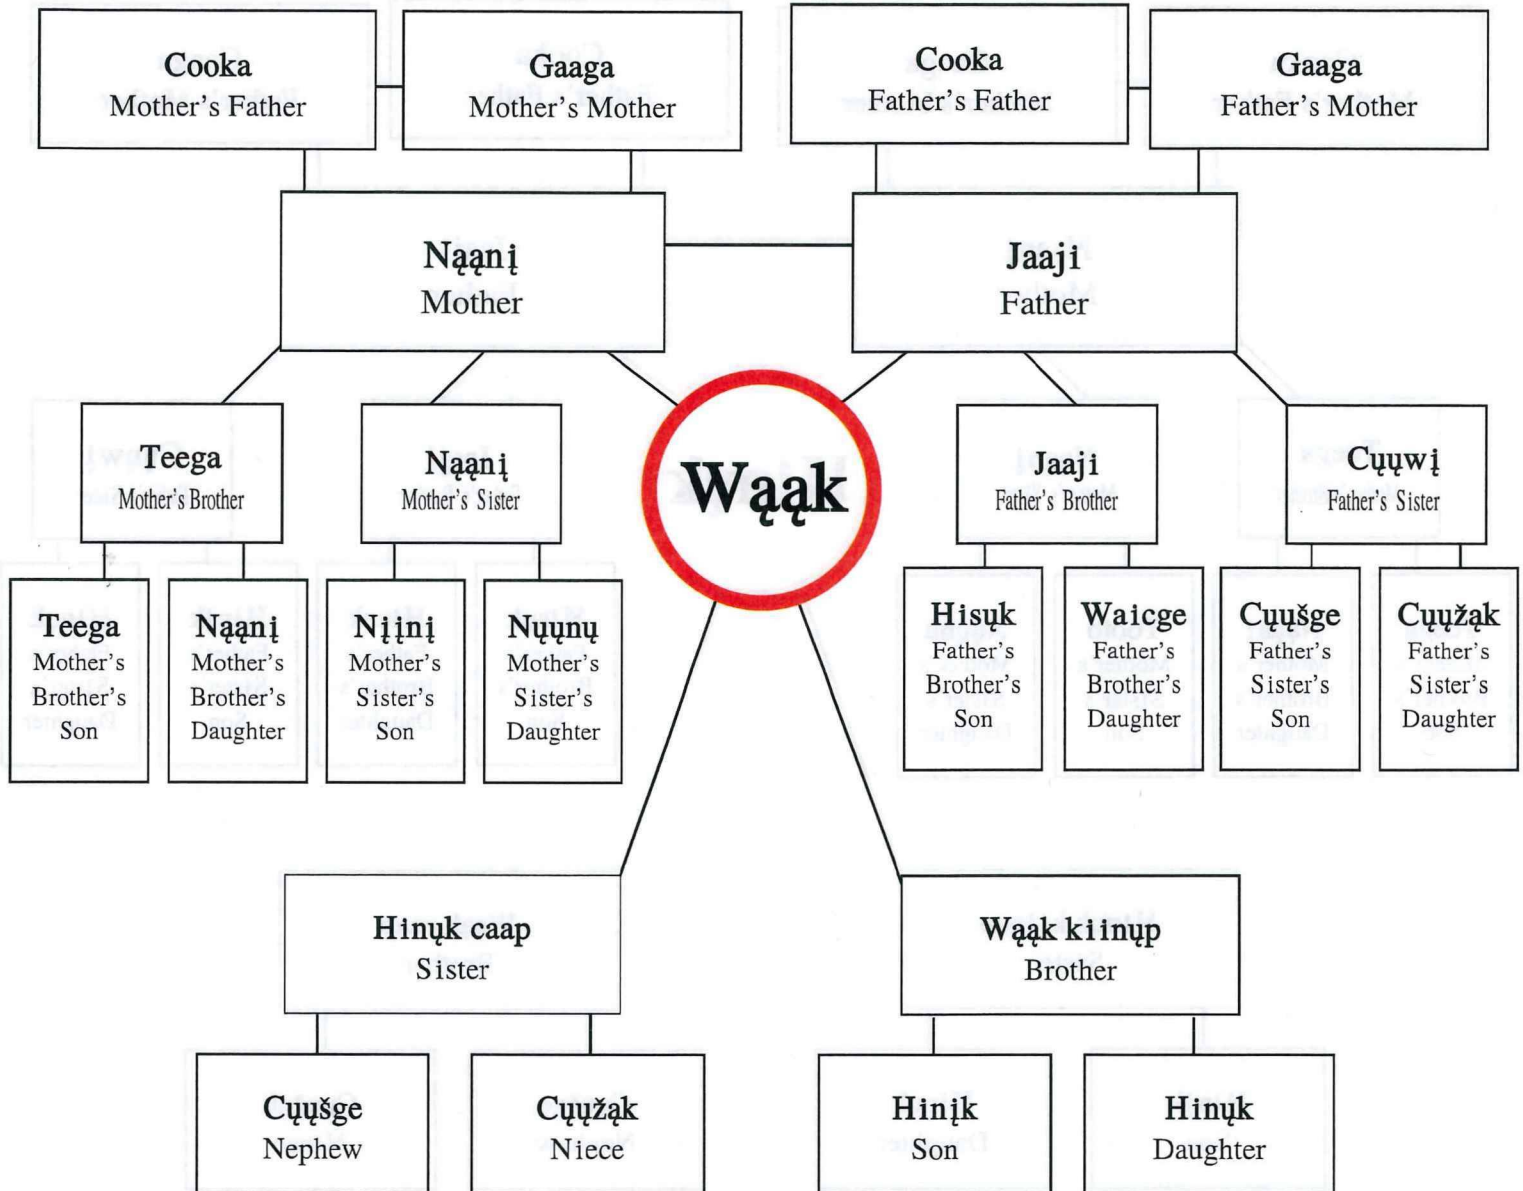 Cooka
Mother's Father
Gaaga
Mother's Mother
Cooka
Father's Father
Gaaga
Father's Mother
Nąąnį
Mother
Jaaji
Father
Teega
Mother's Brother
Nąąnį
Mother's Sister
Wąąk
Jaaji
Father's Brother
Cųųwį
Father's Sister
Teega
Mother's
Brother's
Son
Nąąnį
Mother's
Brother's
Daughter
Nįįnį
Mother's
Sister's
Son
Nųųnų
Mother's
Sister's
Daughter
Hisųk
Father's
Brother's
Son
Waicge
Father's
Brother's
Daughter
Cųųšge
Father's
Sister's
Son
Cųųžąk
Father's
Sister's
Daughter
Hinųk caap
Sister
Wąąk kiinųp
Brother
Cųųšge
Nephew
Cųųžąk
Niece
Hinįk
Son
Hinųk
Daughter